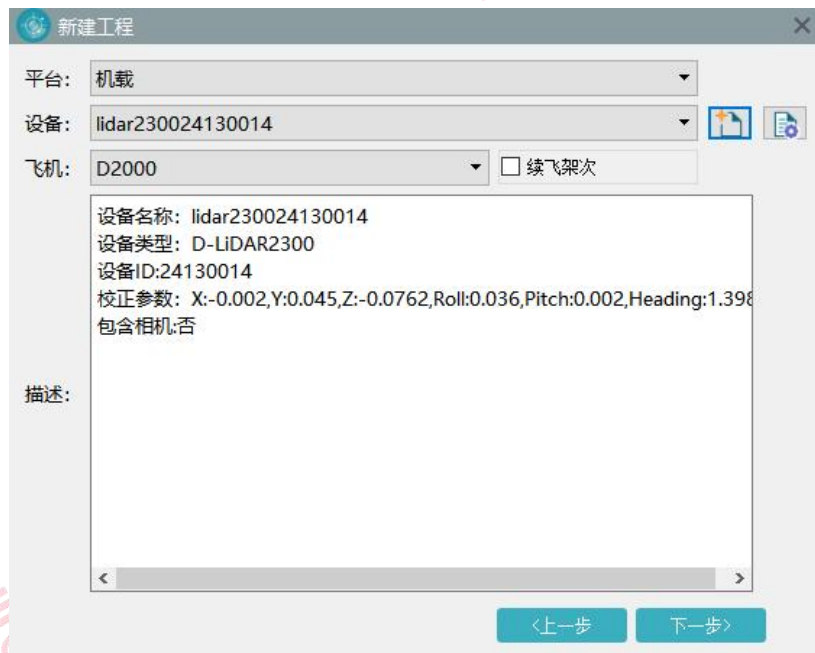 新建工程
平台: 机载
设备: lidar230024130014
飞机: D2000 续飞架次
设备名称: lidar230024130014
设备类型: D-LiDAR2300
设备ID:24130014
校正参数: X:-0.002,Y:0.045,Z:-0.0762,Roll:0.036,Pitch:0.002,Heading:1.398
包含相机:否
描述:
<上一步 下一步>